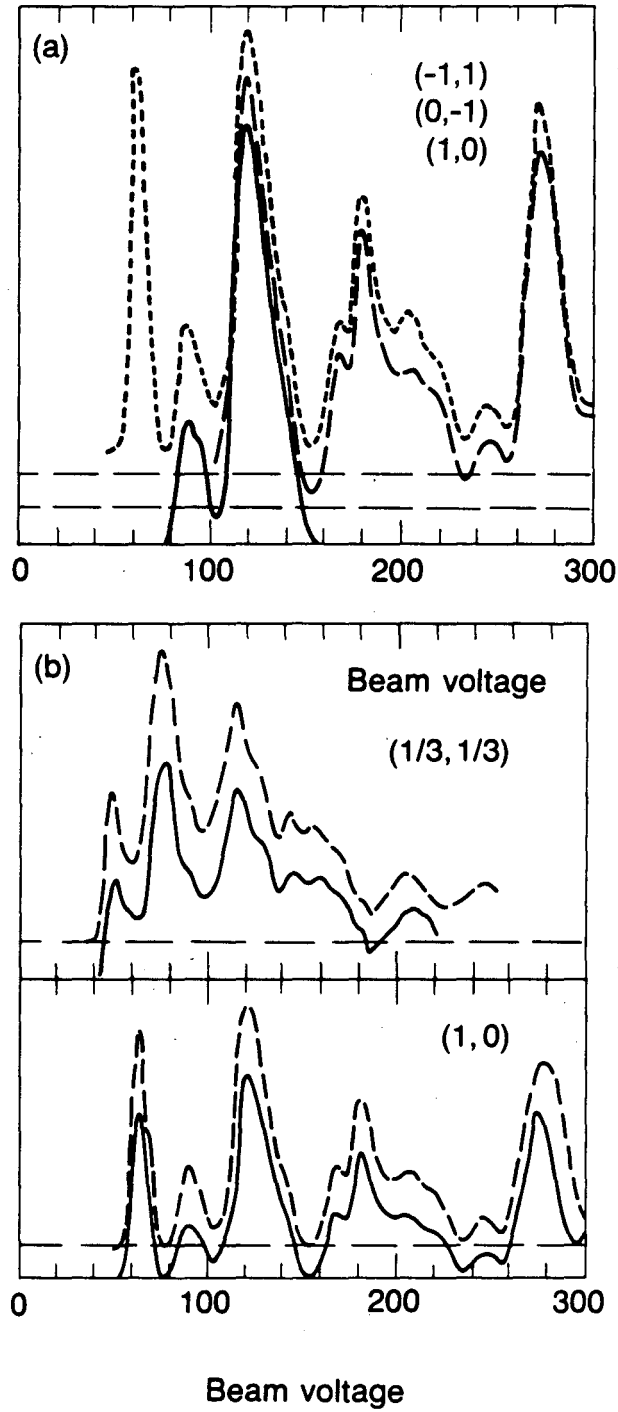 (a)
(-1,1)
(0,-1)
(1,0)
0 100 200 300
(b)
Beam voltage
(1/3, 1/3)
(1, 0)
0 100 200 300
Beam voltage